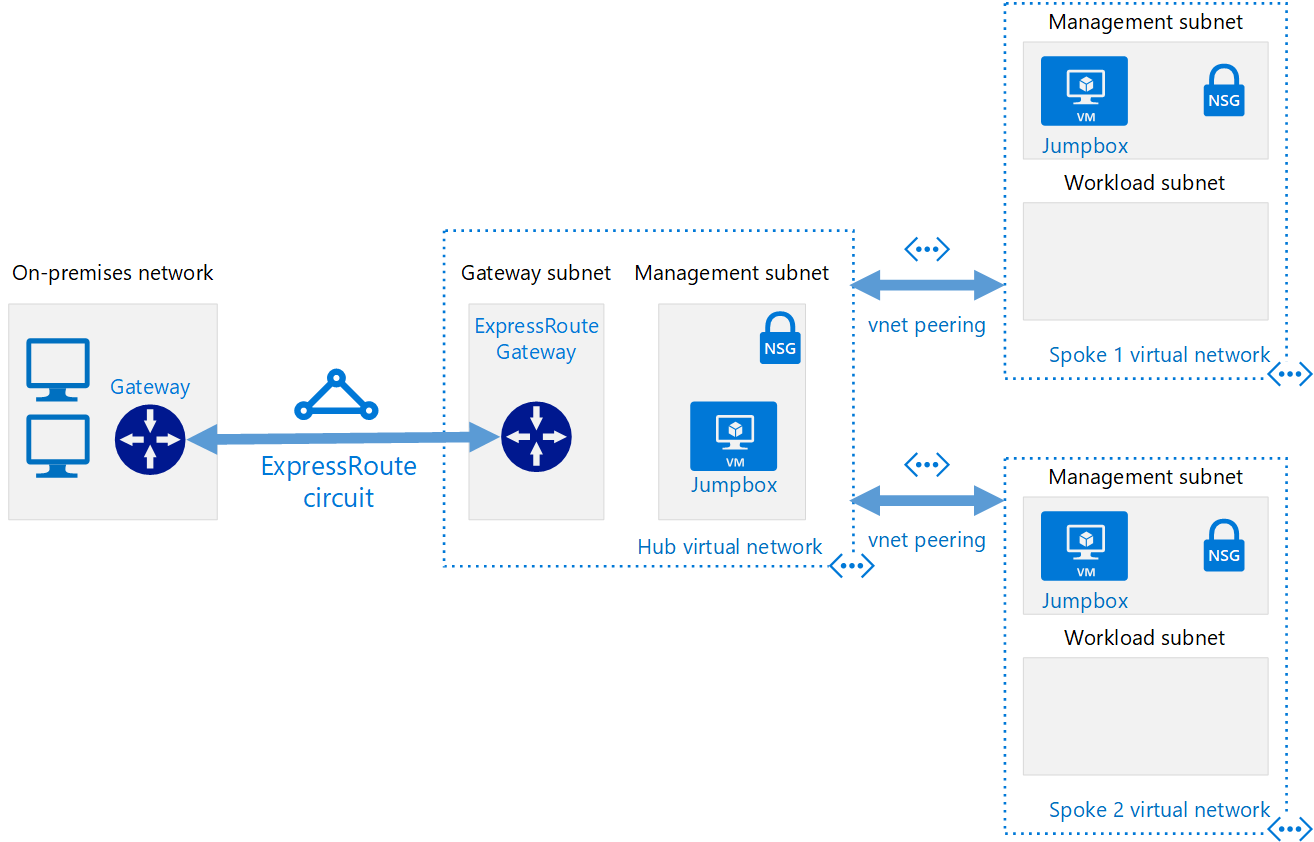 On-premises network
Gateway
ExpressRoute
circuit
Gateway subnet
ExpressRoute
Gateway
Management subnet
NSG
VM
Jumpbox
Hub virtual network
vnet peering
vnet peering
Management subnet
VM
NSG
Jumpbox
Workload subnet
Spoke 1 virtual network
Management subnet
VM
NSG
Jumpbox
Workload subnet
Spoke 2 virtual network